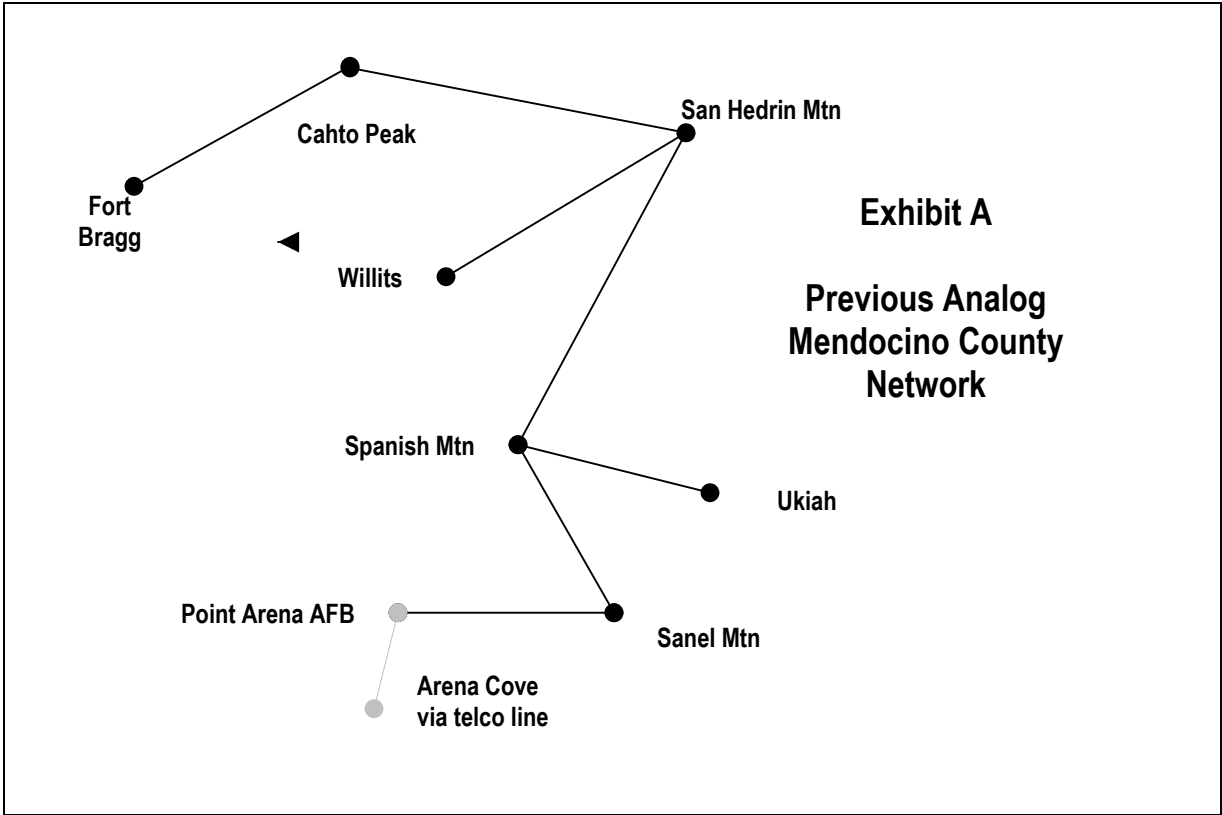 San Hedrin Mtn
Cahto Peak
Fort
Bragg
Exhibit A
Willits
Previous Analog
Mendocino County
Network
Spanish Mtn
Ukiah
Point Arena AFB
Sanel Mtn
Arena Cove
via telco line